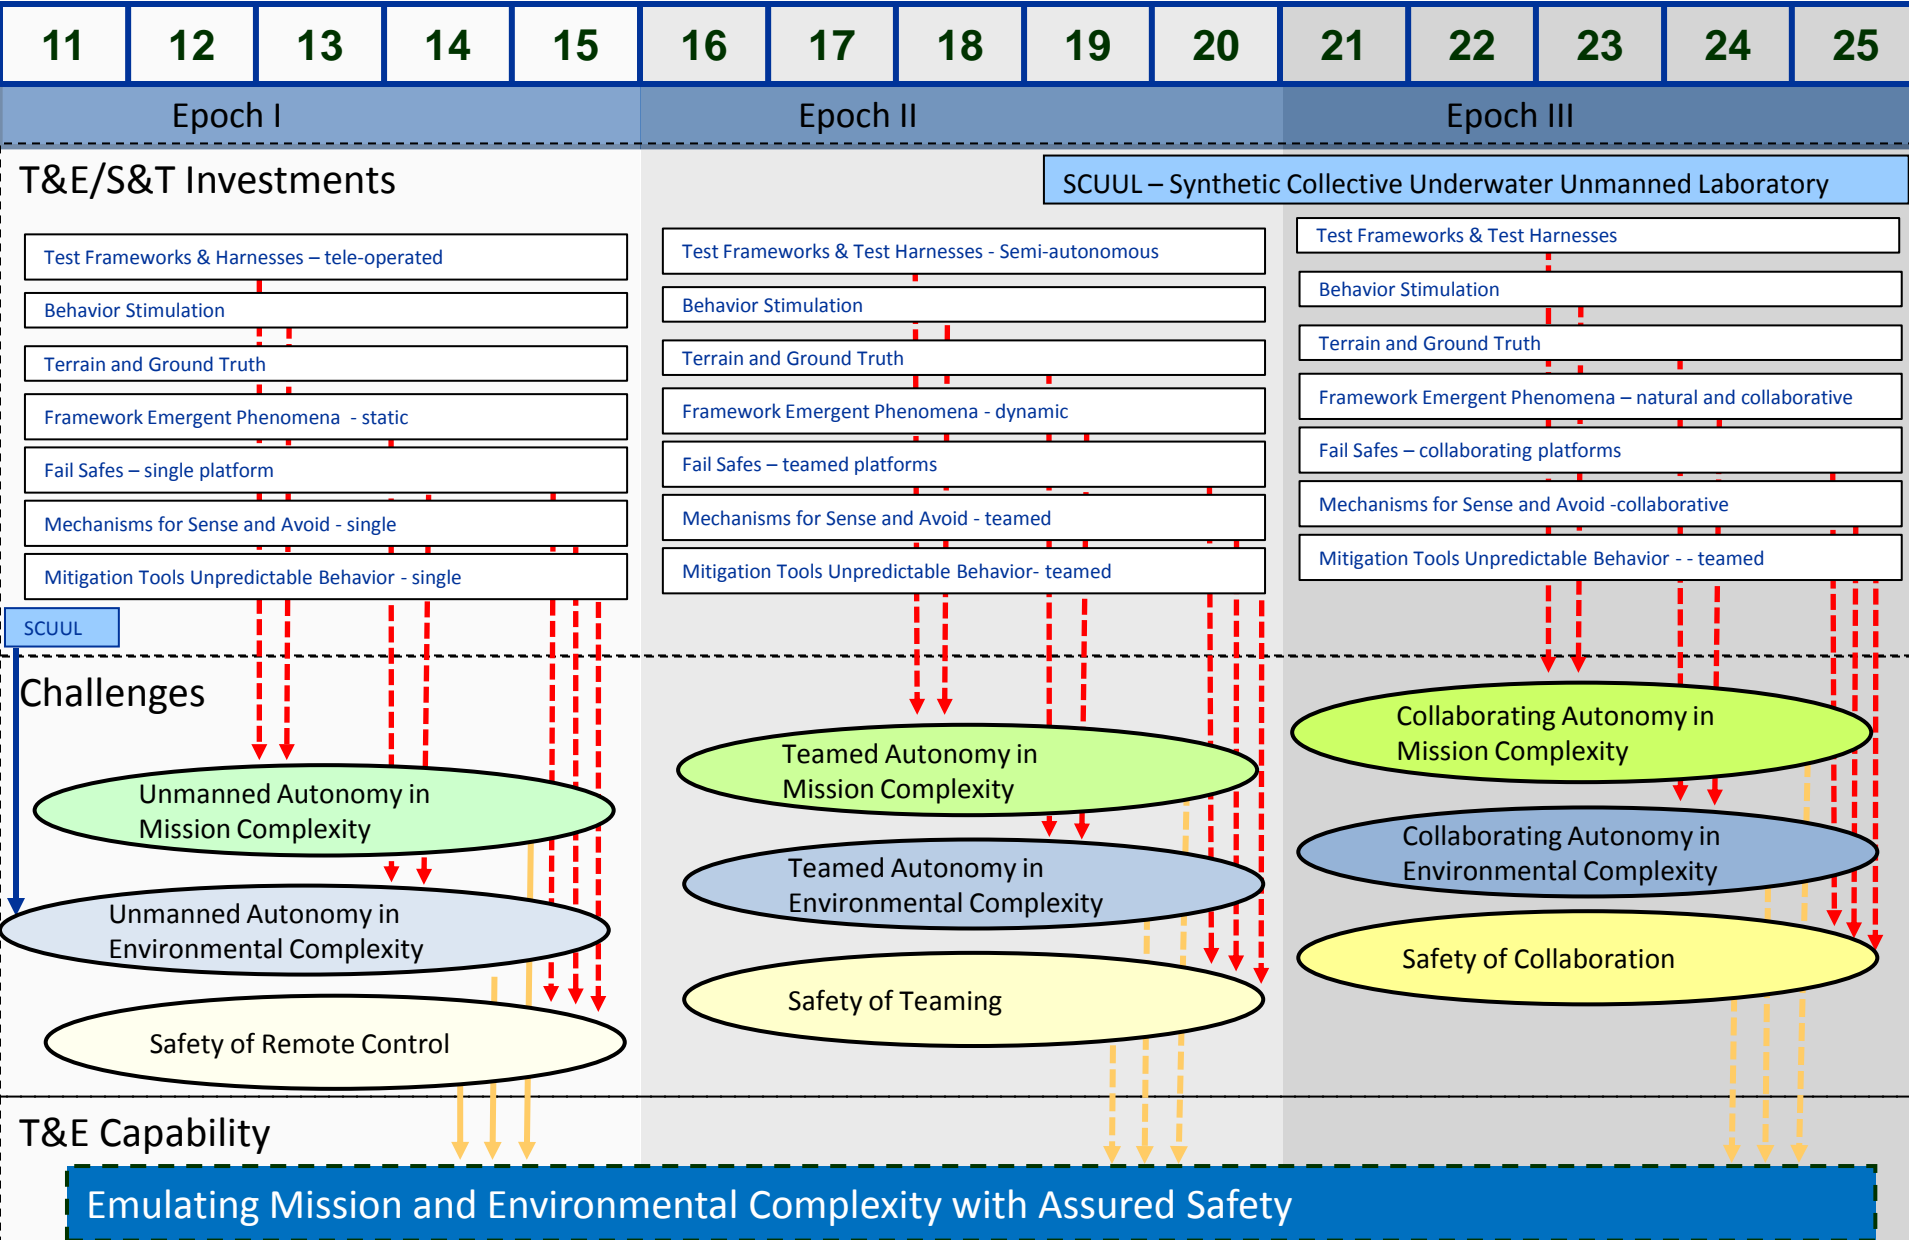 11 12 13 14 15 16 17 18 19 20 21 22 23 24 25
Epoch I
Epoch II
Epoch III
T&E/S&T Investments
SCUUL – Synthetic Collective Underwater Unmanned Laboratory
Test Frameworks & Harnesses – tele-operated
Behavior Stimulation
Terrain and Ground Truth
Framework Emergent Phenomena - static
Fail Safes – single platform
Mechanisms for Sense and Avoid - single
Mitigation Tools Unpredictable Behavior - single
SCUUL
Test Frameworks & Test Harnesses - Semi-autonomous
Behavior Stimulation
Terrain and Ground Truth
Framework Emergent Phenomena - dynamic
Fail Safes – teamed platforms
Mechanisms for Sense and Avoid - teamed
Mitigation Tools Unpredictable Behavior- teamed
Test Frameworks & Test Harnesses
Behavior Stimulation
Terrain and Ground Truth
Framework Emergent Phenomena – natural and collaborative
Fail Safes – collaborating platforms
Mechanisms for Sense and Avoid -collaborative
Mitigation Tools Unpredictable Behavior - - teamed
Challenges
Unmanned Autonomy in
Mission Complexity
Unmanned Autonomy in
Environmental Complexity
Safety of Remote Control
Teamed Autonomy in
Mission Complexity
Teamed Autonomy in
Environmental Complexity
Safety of Teaming
Collaborating Autonomy in
Mission Complexity
Collaborating Autonomy in
Environmental Complexity
Safety of Collaboration
T&E Capability
Emulating Mission and Environmental Complexity with Assured Safety